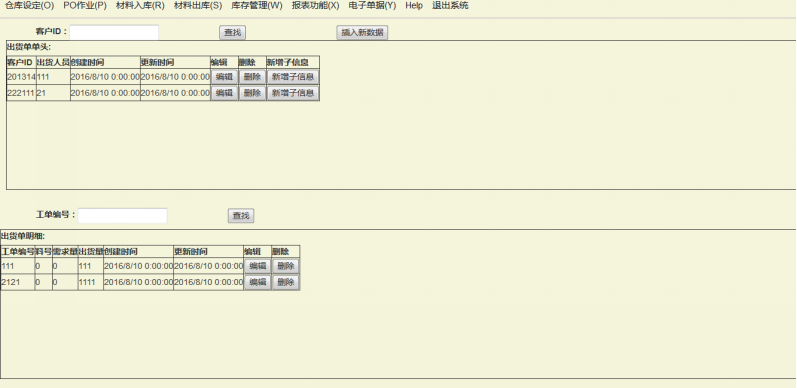 仓库设定(O) PO作业(P) 材料入库(R) 材料出库(S) 库存管理(W) 报表功能(X) 电子单据(Y) Help 退出系统
客户ID： 查找 插入新数据
出货单单头:
客户ID 出货人员 创建时间 更新时间 编辑 删除 新增子信息
201314 111 2016/8/10 0:00:00 2016/8/10 0:00:00 编辑 删除 新增子信息
222111 21 2016/8/10 0:00:00 2016/8/10 0:00:00 编辑 删除 新增子信息
工单编号： 查找
出货单明细:
工单编号 料号 需求量 出货量 创建时间 更新时间 编辑 删除
111 0 0 111 2016/8/10 0:00:00 2016/8/10 0:00:00 编辑 删除
2121 0 0 1111 2016/8/10 0:00:00 2016/8/10 0:00:00 编辑 删除